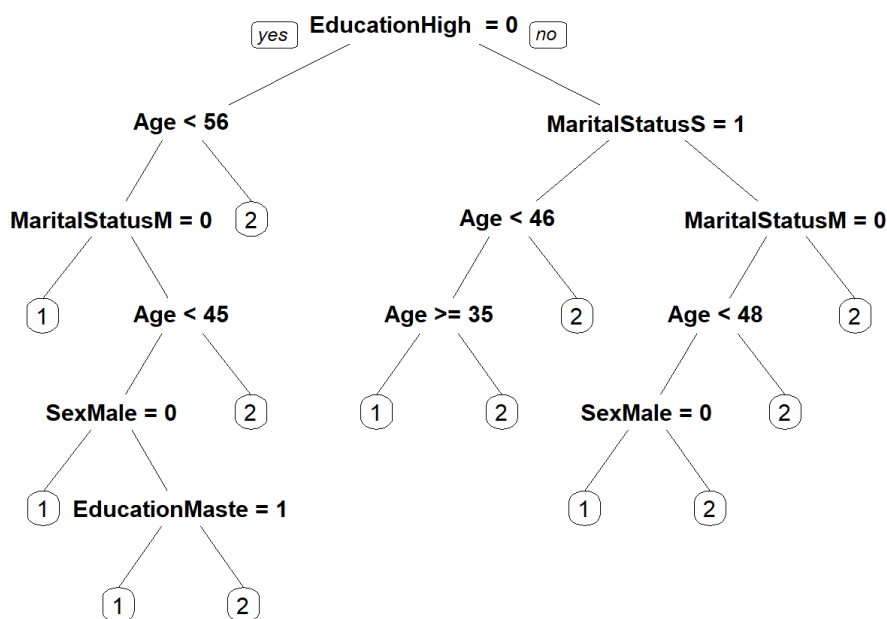 yes EducationHigh = 0 no
Age < 56 MaritalStatusS = 1
MaritalStatusM = 0 2 Age < 46 MaritalStatusM = 0
1 Age < 45 Age >= 35 2 Age < 48 2
SexMale = 0 2 1 2 SexMale = 0 2
1 EducationMaste = 1 1 2
1 2